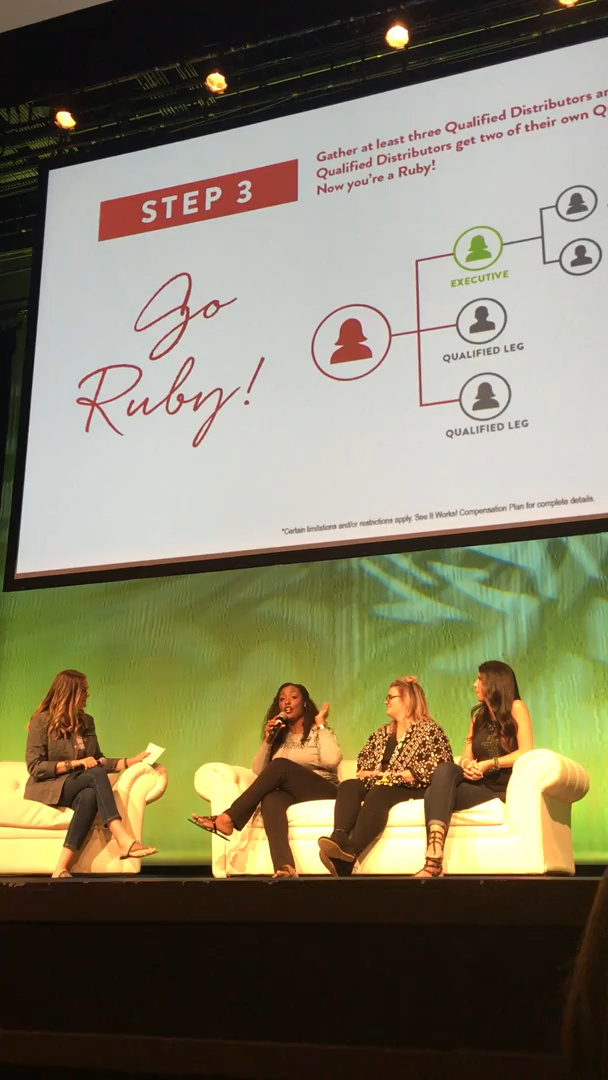 STEP 3
Gather at least three Qualified Distributors
Qualified Distributors get two of their own
Now you're a Ruby!
Go
Ruby!
EXECUTIVE
QUALIFIED LEG
QUALIFIED LEG
*Certain limitations and/or restrictions apply. See It Works! Compensation Plan for complete details.